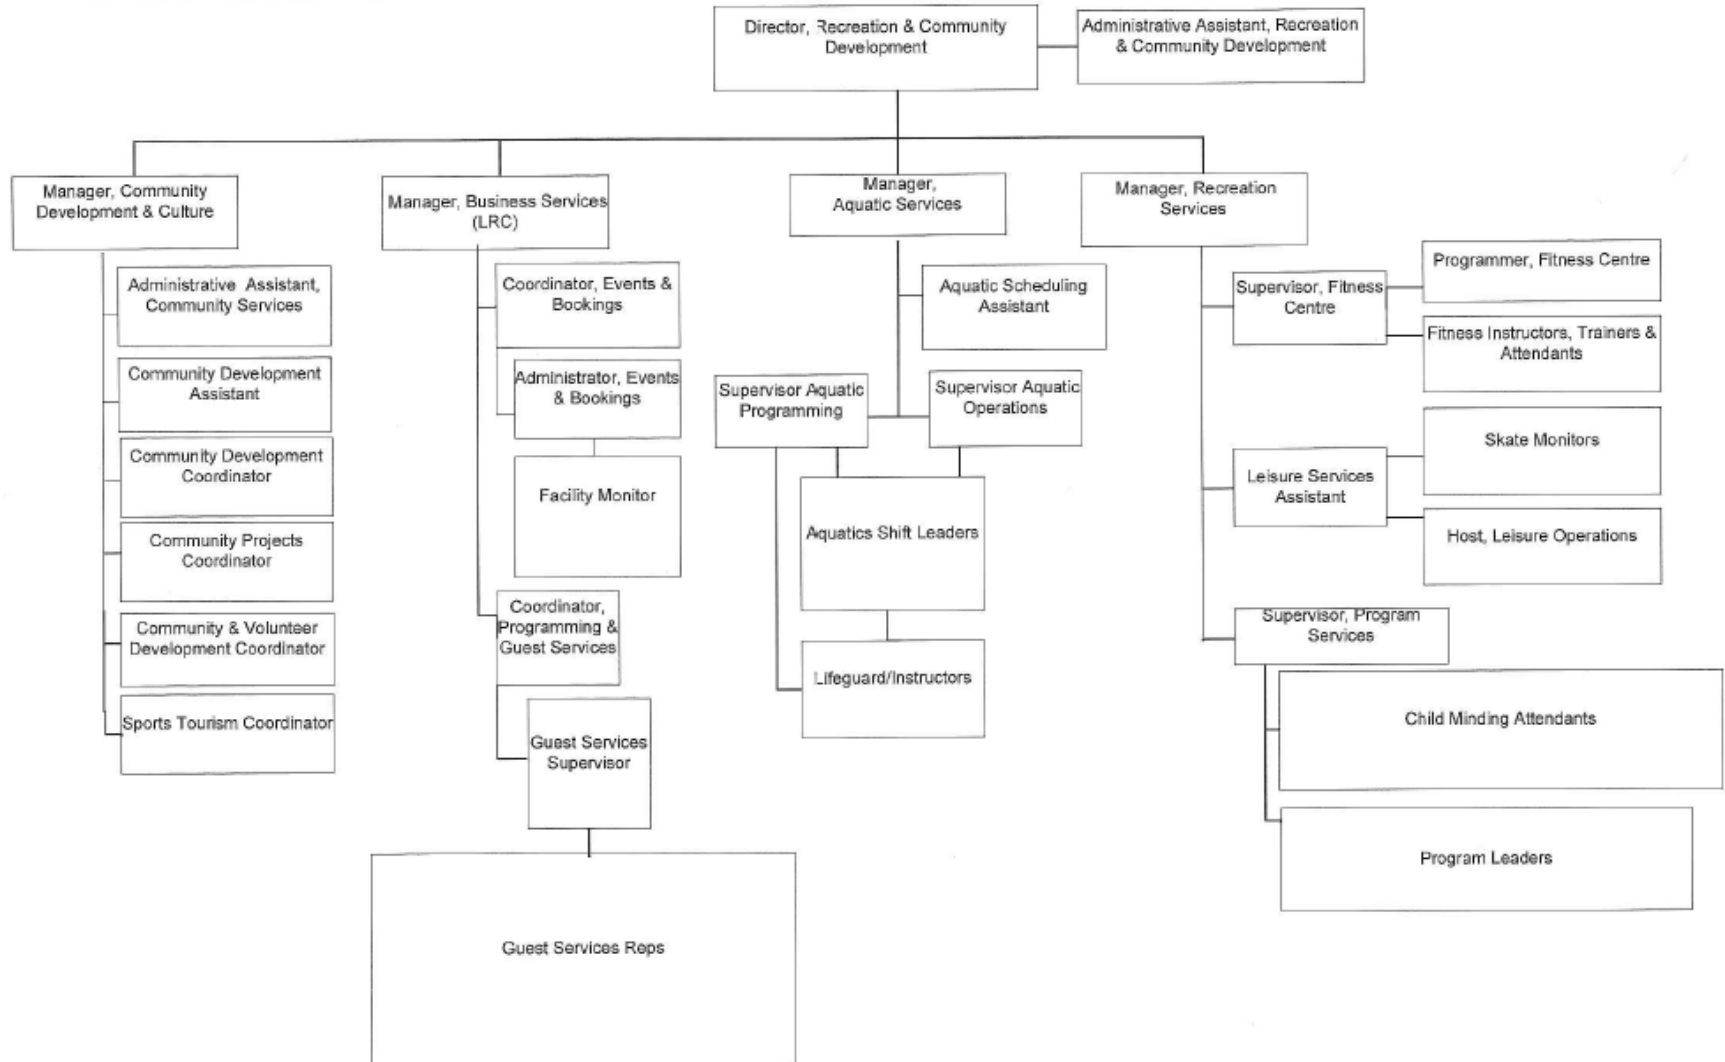 Director, Recreation & Community
Development
Administrative Assistant, Recreation
& Community Development
Manager, Community
Development & Culture
Manager, Business Services
(LRC)
Manager,
Aquatic Services
Manager, Recreation
Services
Administrative Assistant,
Community Services
Community Development
Assistant
Community Development
Coordinator
Community Projects
Coordinator
Community & Volunteer
Development Coordinator
Sports Tourism Coordinator
Coordinator, Events &
Bookings
Administrator, Events
& Bookings
Facility Monitor
Coordinator,
Programming &
Guest Services
Guest Services
Supervisor
Guest Services Reps
Aquatic Scheduling
Assistant
Supervisor Aquatic
Programming
Supervisor Aquatic
Operations
Aquatics Shift Leaders
Lifeguard/Instructors
Supervisor, Fitness
Centre
Programmer, Fitness Centre
Fitness Instructors, Trainers &
Attendants
Leisure Services
Assistant
Skate Monitors
Host, Leisure Operations
Supervisor, Program
Services
Child Minding Attendants
Program Leaders